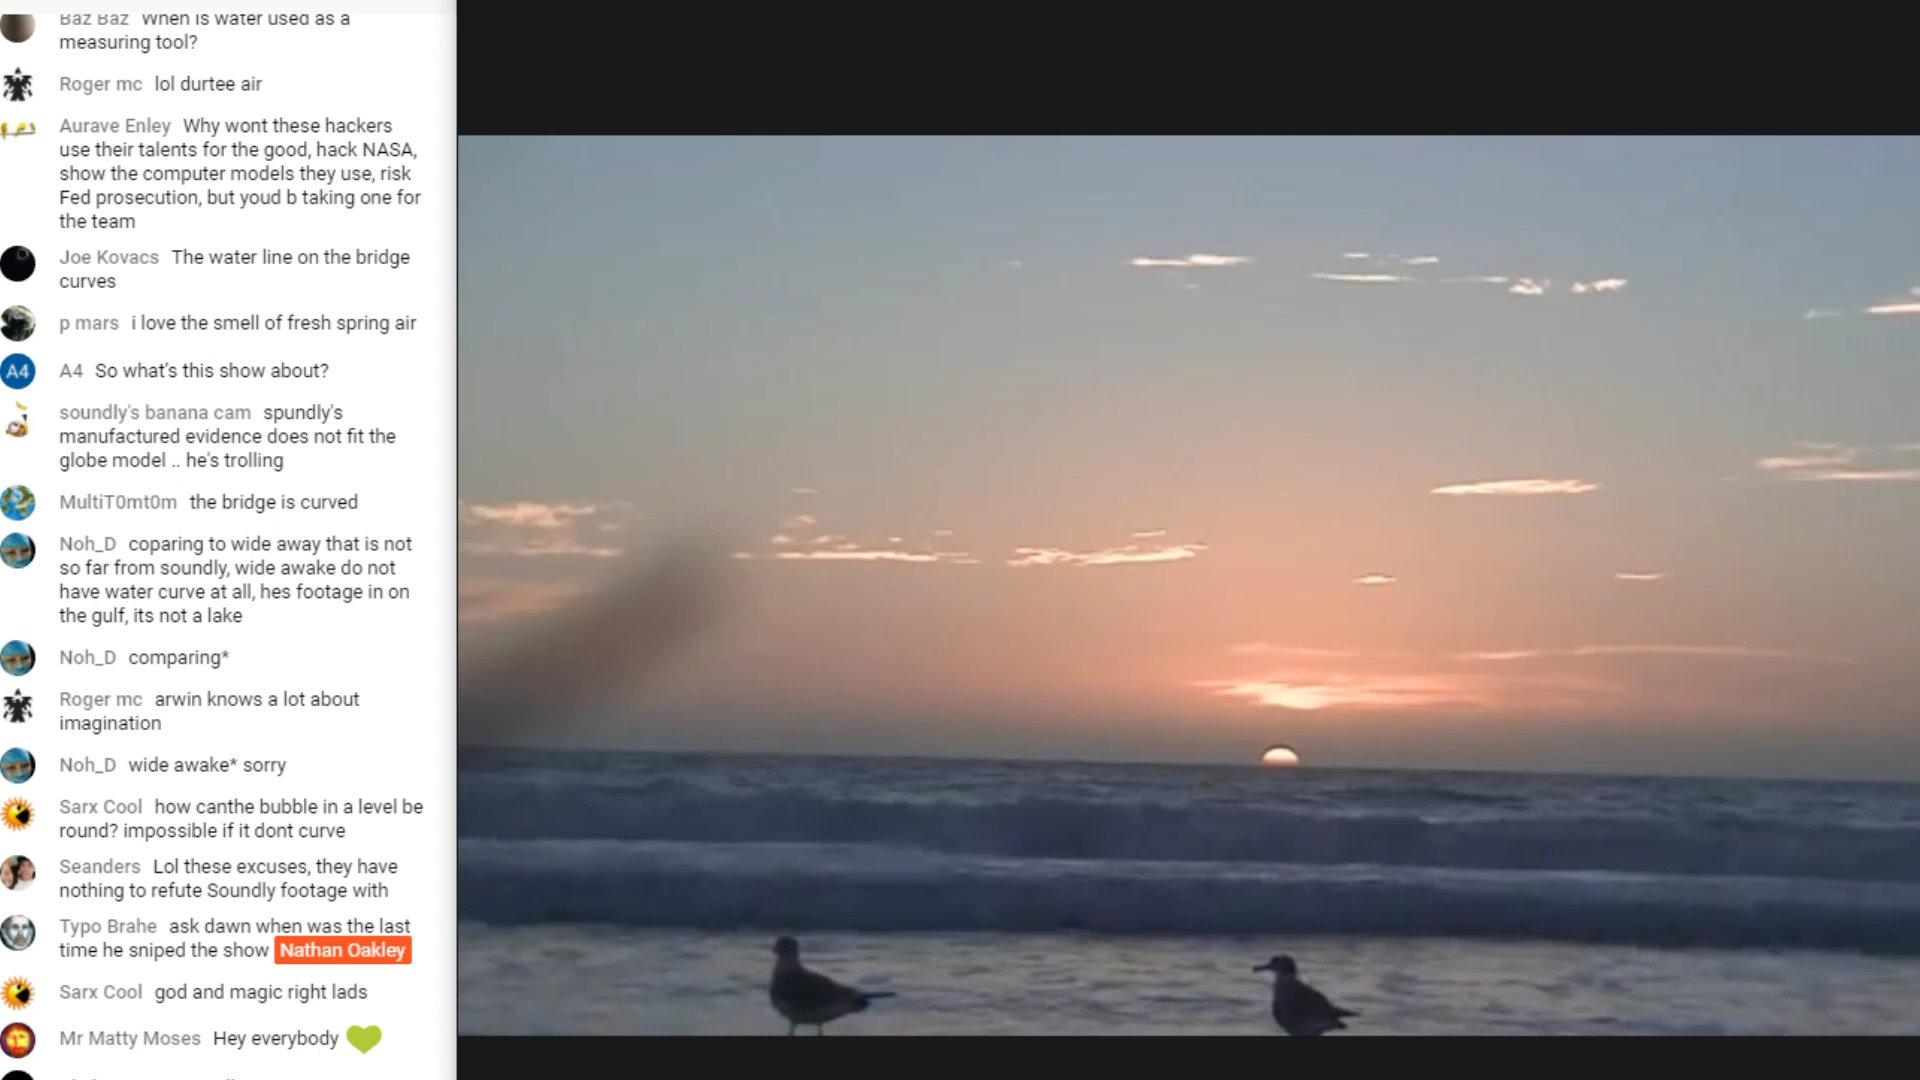 Baz Baz When is water used as a
measuring tool?
Roger mc lol durtee air
Aurave Enley Why wont these hackers
use their talents for the good, hack NASA,
show the computer models they use, risk
Fed prosecution, but youd b taking one for
the team
Joe Kovacs The water line on the bridge
curves
p mars i love the smell of fresh spring air
A4 A4 So what's this show about?
soundly's banana cam spundly's
manufactured evidence does not fit the
globe model .. he's trolling
MultiT0mt0m the bridge is curved
Noh_D coparing to wide away that is not
so far from soundly, wide awake do not
have water curve at all, hes footage in on
the gulf, its not a lake
Noh_D comparing*
Roger mc arwin knows a lot about
imagination
Noh_D wide awake* sorry
Sarx Cool how canthe bubble in a level be
round? impossible if it dont curve
Seanders Lol these excuses, they have
nothing to refute Soundly footage with
Typo Brahe ask dawn when was the last
time he sniped the show Nathan Oakley
Sarx Cool god and magic right lads
Mr Matty Moses Hey everybody